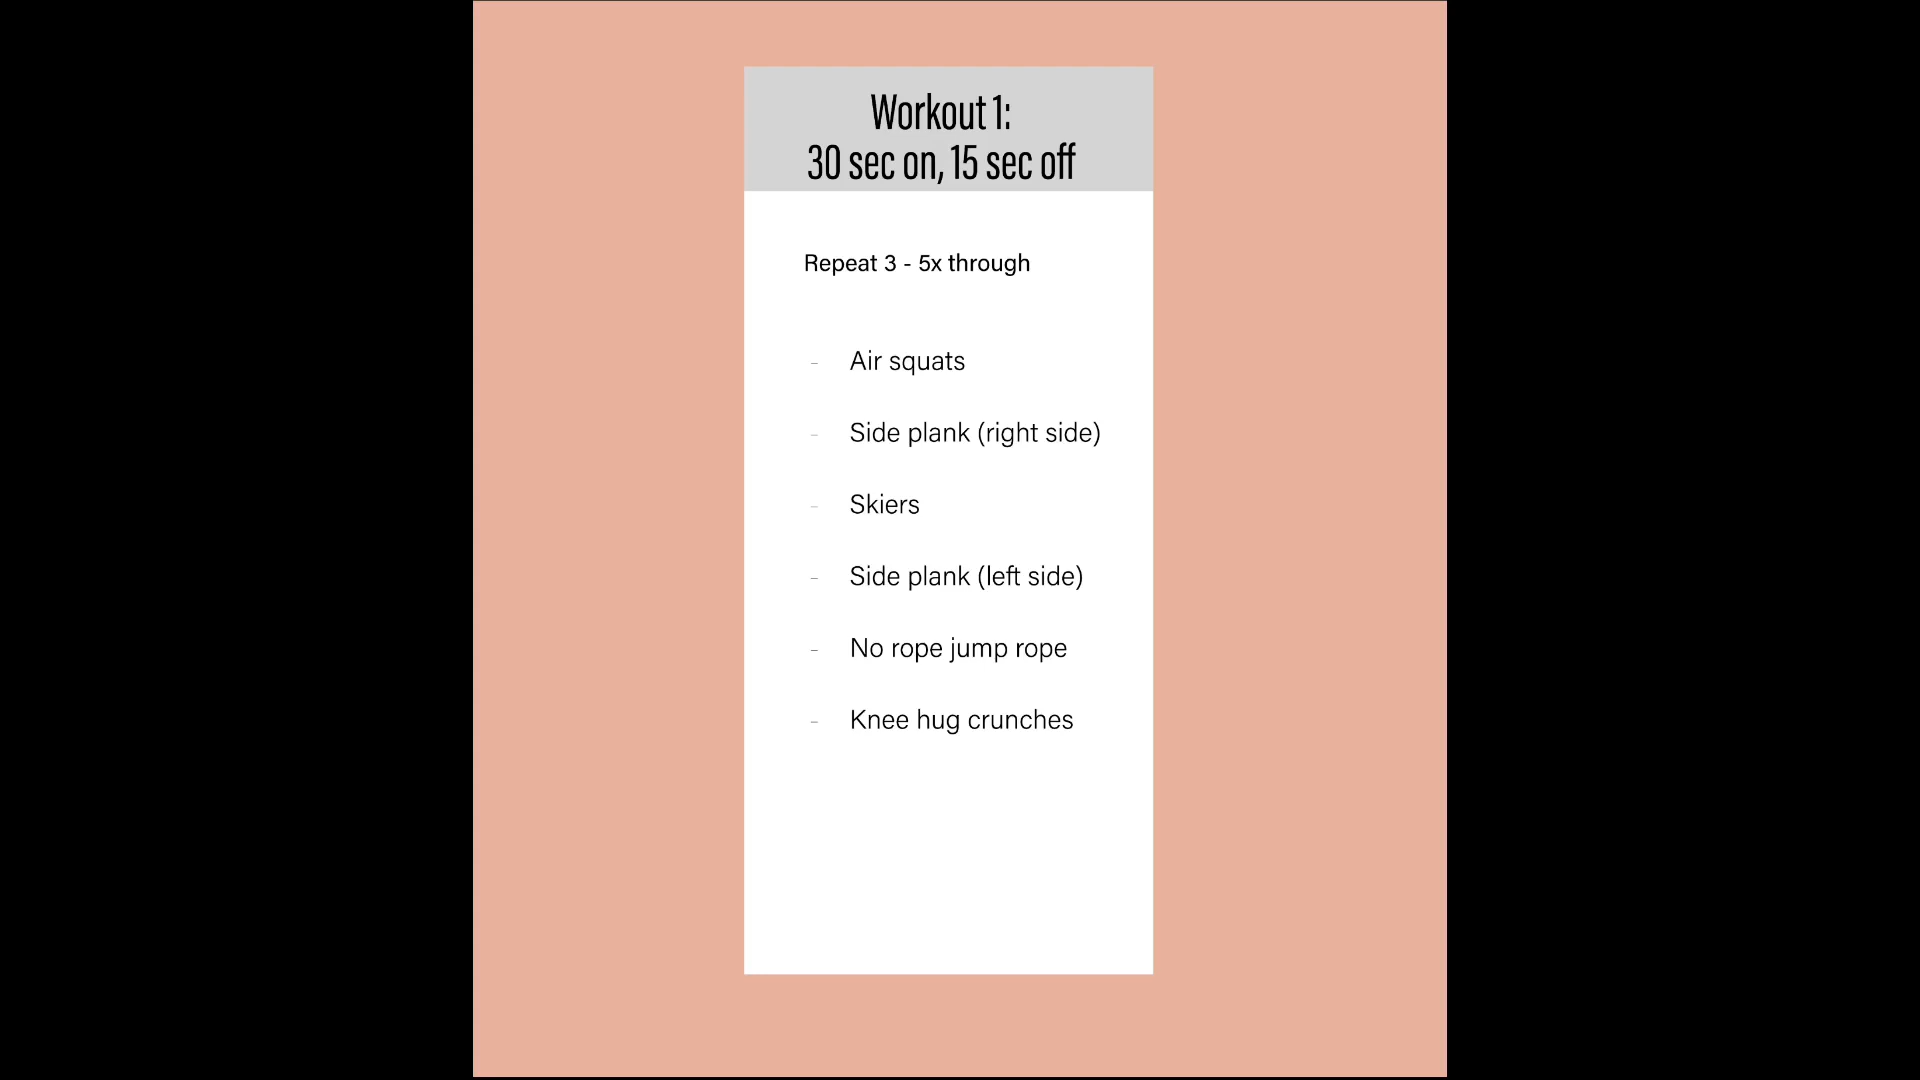 Workout 1:
30 sec on, 15 sec off
Repeat 3 - 5x through
- Air squats
- Side plank (right side)
- Skiers
- Side plank (left side)
- No rope jump rope
- Knee hug crunches